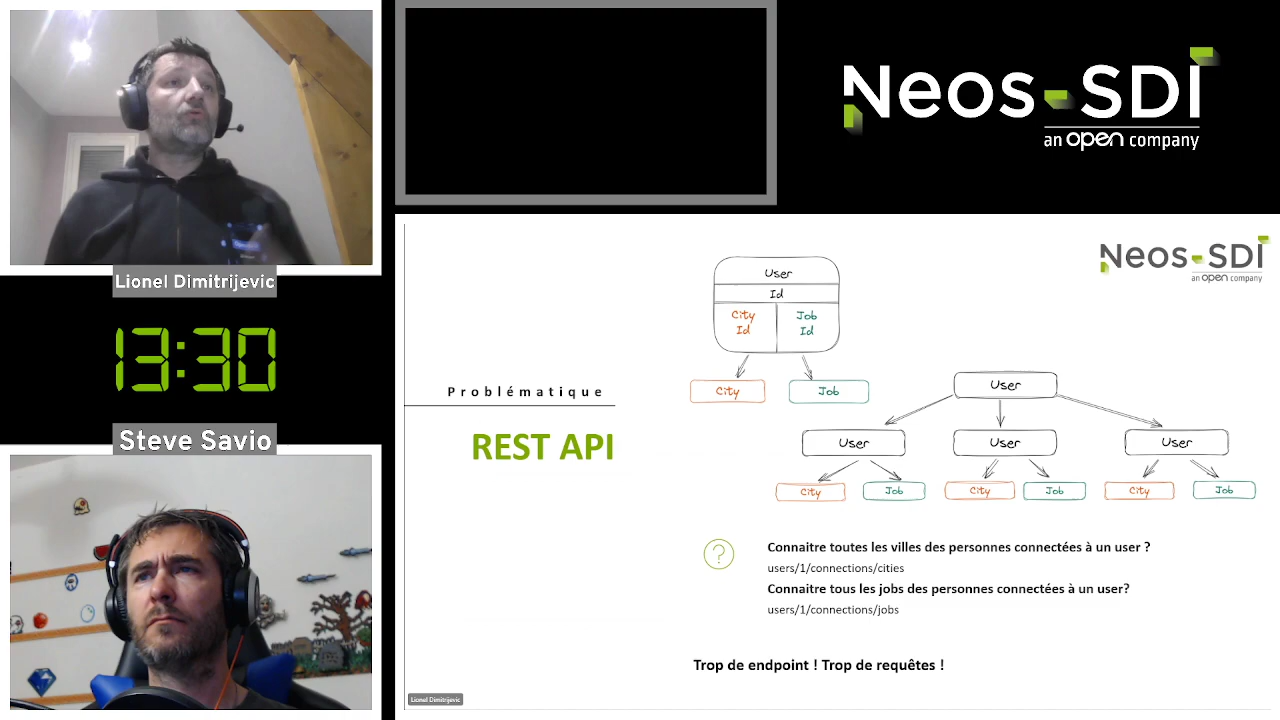 Lionel Dimitrijevic
13:30
Steve Savio
Neos-SDI
an open company
Neos-SDI
an open company
Problématique
REST API
User
Id
City
Id
Job
Id
City
Job
User
User
User
User
City
Job
City
Job
City
Job
?
Connaitre toutes les villes des personnes connectées à un user ?
users/1/connections/cities
Connaitre tous les jobs des personnes connectées à un user?
users/1/connections/jobs
Trop de endpoint ! Trop de requêtes !
Lionel Dimitrijevic